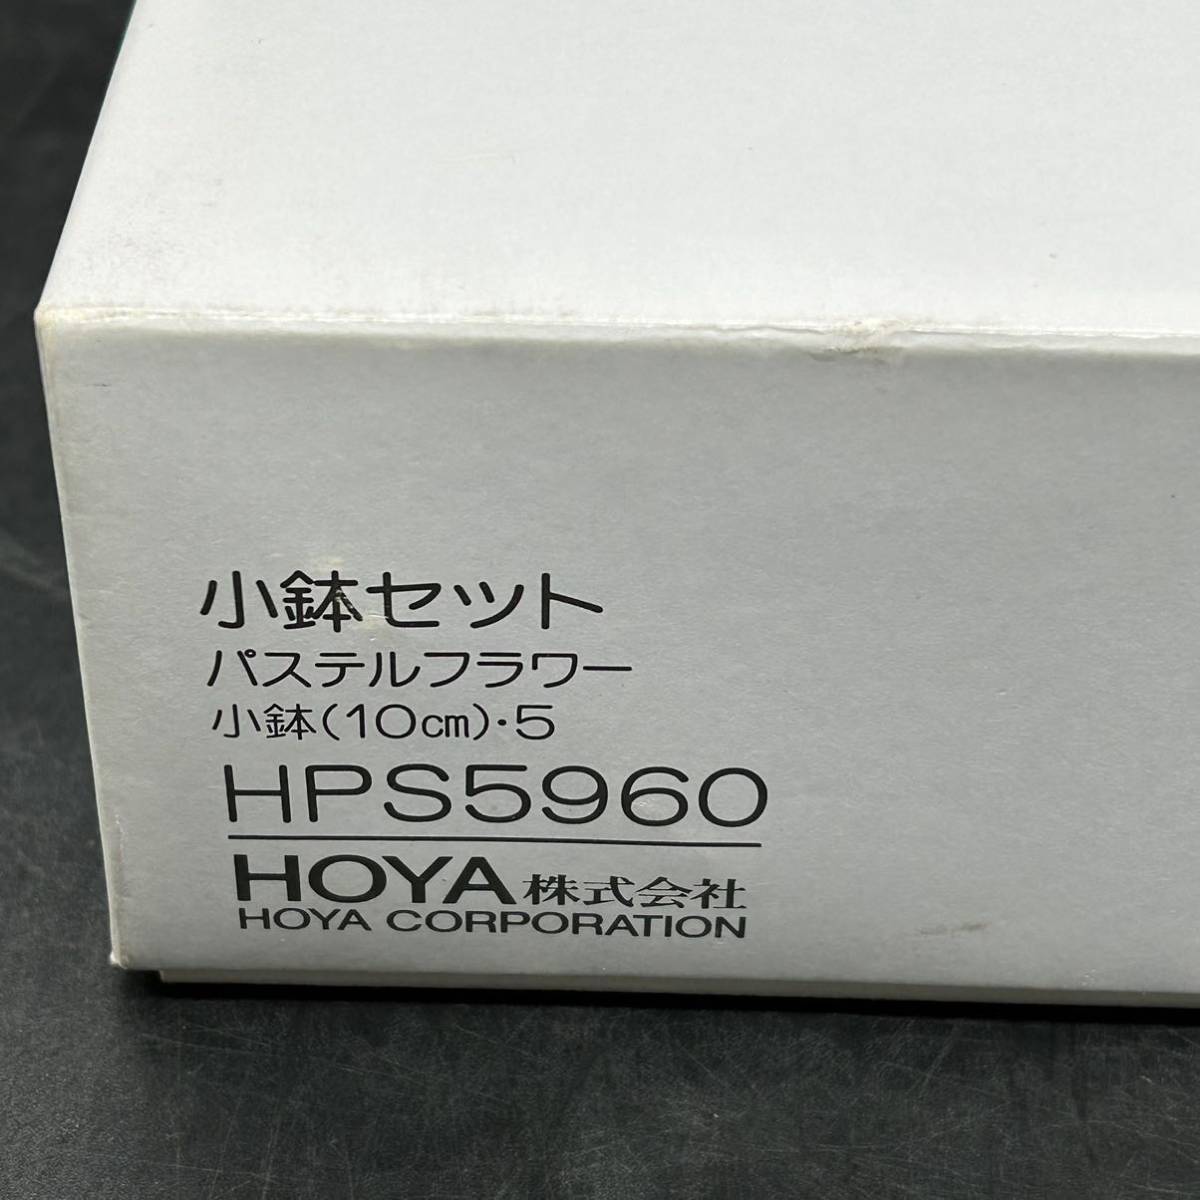 小鉢セット
パステルフラワー
小鉢(10cm)・5
HPS5960
HOYA株式会社
HOYA CORPORATION